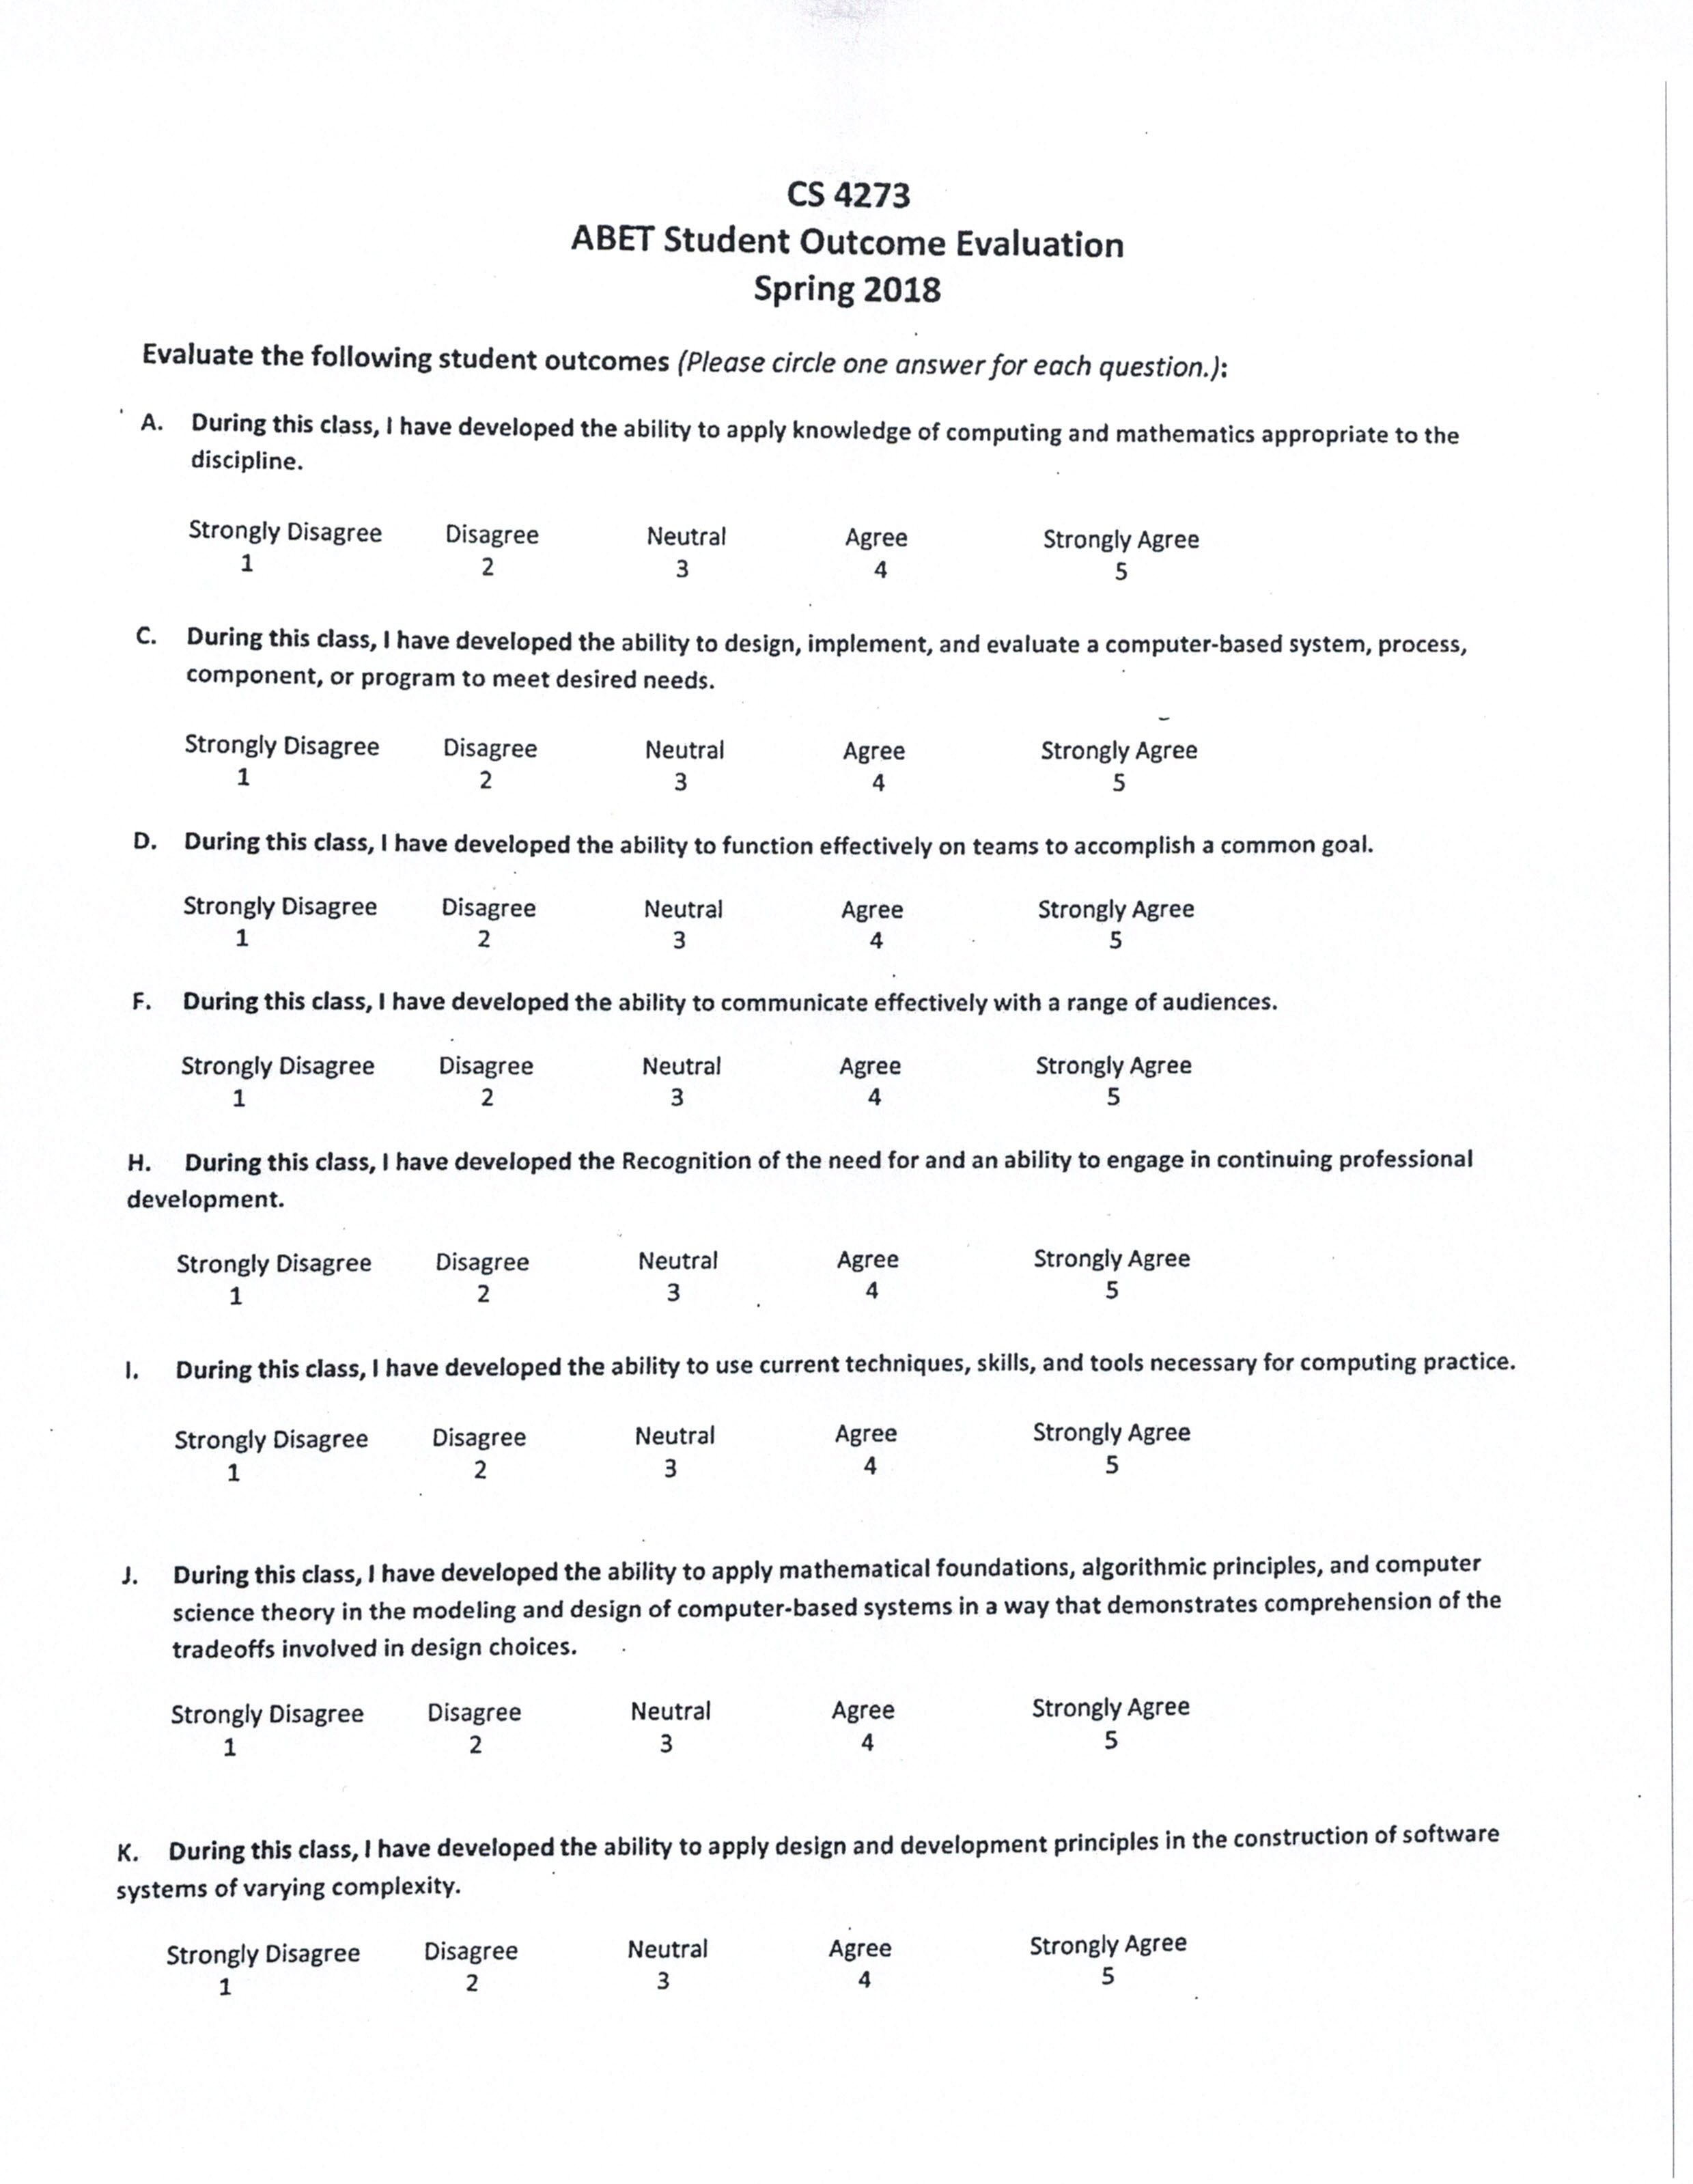 CS 4273
ABET Student Outcome Evaluation
Spring 2018
Evaluate the following student outcomes (Please circle one answer for each question.):
A. During this class, I have developed the ability to apply knowledge of computing and mathematics appropriate to the
discipline.
Strongly Disagree Disagree Neutral Agree Strongly Agree
1 2 3 4 5
C. During this class, I have developed the ability to design, implement, and evaluate a computer-based system, process,
component, or program to meet desired needs.
Strongly Disagree Disagree Neutral Agree Strongly Agree
1 2 3 4 5
D. During this class, I have developed the ability to function effectively on teams to accomplish a common goal.
Strongly Disagree Disagree Neutral Agree Strongly Agree
1 2 3 4 5
F. During this class, I have developed the ability to communicate effectively with a range of audiences.
Strongly Disagree Disagree Neutral Agree Strongly Agree
1 2 3 4 5
H. During this class, I have developed the Recognition of the need for and an ability to engage in continuing professional
development.
Strongly Disagree Disagree Neutral Agree Strongly Agree
1 2 3 4 5
I. During this class, I have developed the ability to use current techniques, skills, and tools necessary for computing practice.
Strongly Disagree Disagree Neutral Agree Strongly Agree
1 2 3 4 5
J. During this class, I have developed the ability to apply mathematical foundations, algorithmic principles, and computer
science theory in the modeling and design of computer-based systems in a way that demonstrates comprehension of the
tradeoffs involved in design choices.
Strongly Disagree Disagree Neutral Agree Strongly Agree
1 2 3 4 5
K. During this class, I have developed the ability to apply design and development principles in the construction of software
systems of varying complexity.
Strongly Disagree Disagree Neutral Agree Strongly Agree
1 2 3 4 5